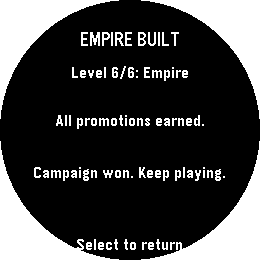 EMPIRE BUILT
Level 6/6: Empire
All promotions earned.
Campaign won. Keep playing.
Select to return